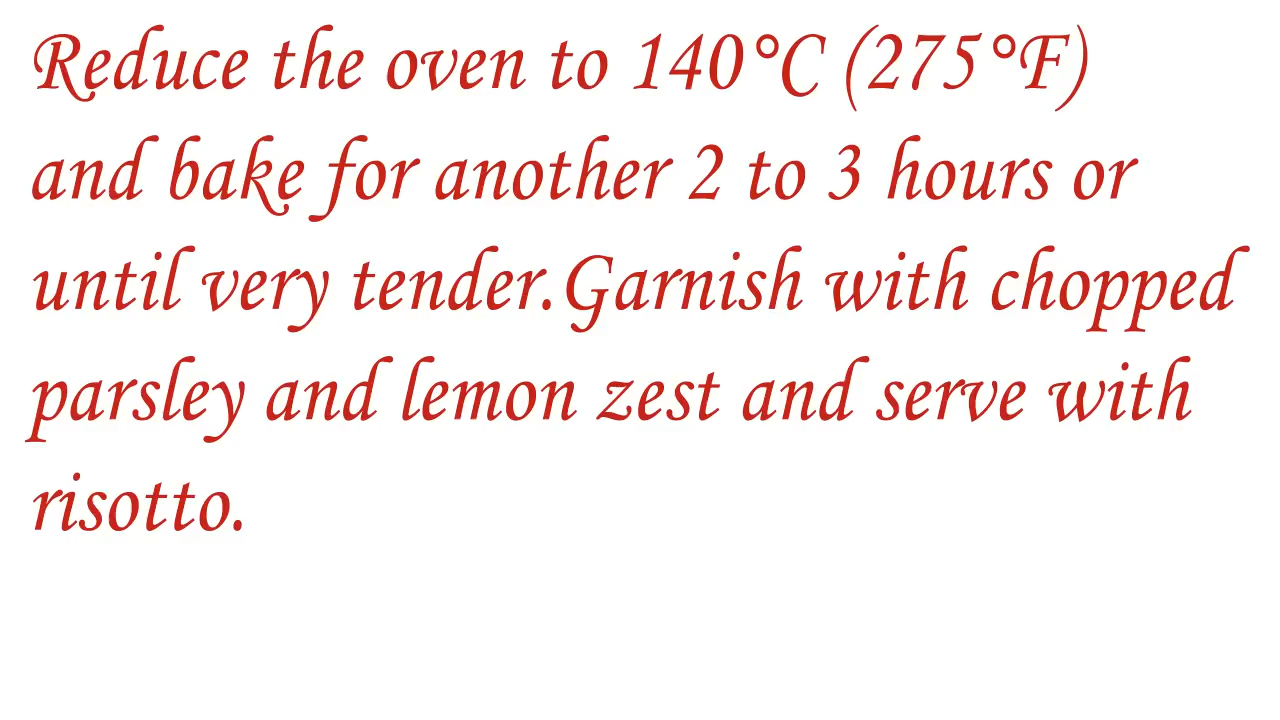 Reduce the oven to 140°C (275°F)
and bake for another 2 to 3 hours or
until very tender.Garnish with chopped
parsley and lemon zest and serve with
risotto.